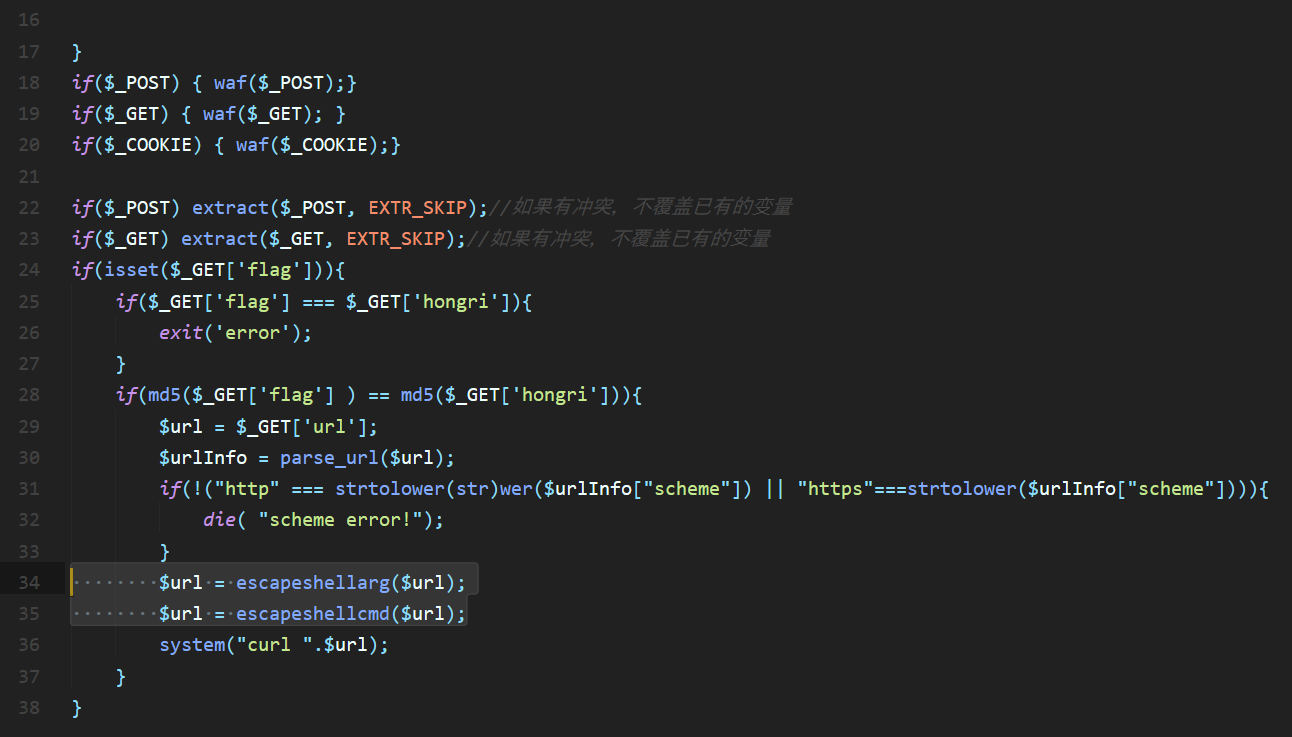 16
17 }
18 if($_POST) { waf($_POST);}
19 if($_GET) { waf($_GET); }
20 if($_COOKIE) { waf($_COOKIE);}
21
22 if($_POST) extract($_POST, EXTR_SKIP);//如果有冲突，不覆盖已有的变量
23 if($_GET) extract($_GET, EXTR_SKIP);//如果有冲突，不覆盖已有的变量
24 if(isset($_GET['flag'])){
25     if($_GET['flag'] === $_GET['hongri']){
26         exit('error');
27     }
28     if(md5($_GET['flag'] ) == md5($_GET['hongri'])){
29         $url = $_GET['url'];
30         $urlInfo = parse_url($url);
31         if(!("http" === strtolower(str)wer($urlInfo["scheme"]) || "https"===strtolower($urlInfo["scheme"]))){
32             die( "scheme error!");
33         }
34         $url = escapeshellarg($url);
35         $url = escapeshellcmd($url);
36         system("curl ".$url);
37     }
38 }